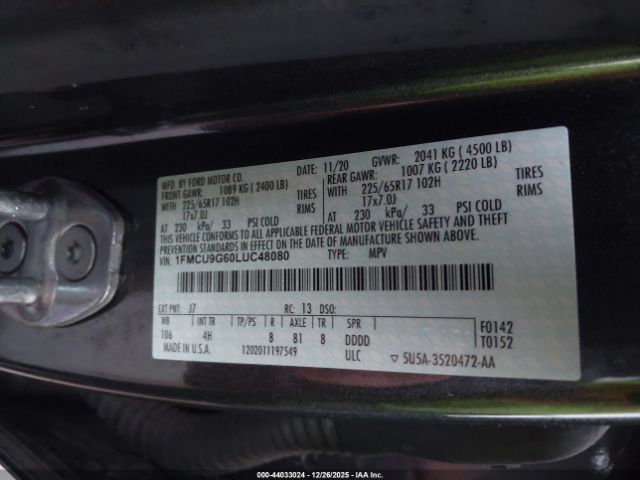 MFD. BY FORD MOTOR CO.
DATE: 11/20 GVWR: 2041 KG ( 4500 LB)
FRONT GAWR: 1089 KG ( 2400 LB) REAR GAWR: 1007 KG ( 2220 LB)
WITH 225/65R17 102H TIRES WITH 225/65R17 102H TIRES
17x7.0J RIMS 17x7.0J RIMS
AT 230 kPa/ 33 PSI COLD AT 230 kPa/ 33 PSI COLD
THIS VEHICLE CONFORMS TO ALL APPLICABLE FEDERAL MOTOR VEHICLE SAFETY AND THEFT
PREVENTION STANDARDS IN EFFECT ON THE DATE OF MANUFACTURE SHOWN ABOVE.
VIN: 1FMCU9G60LUC48080 TYPE: MPV
EXT PNT: J7 RC: 13 DSO:
WB INT TR TP/PS R AXLE TR SPR F0142
106 4H 8 81 8 DDDD T0152
MADE IN U.S.A. 1202011197549 ULC ▽ 5U5A-3520472-AA
000-44033024 - 12/26/2025 - IAAI, Inc.